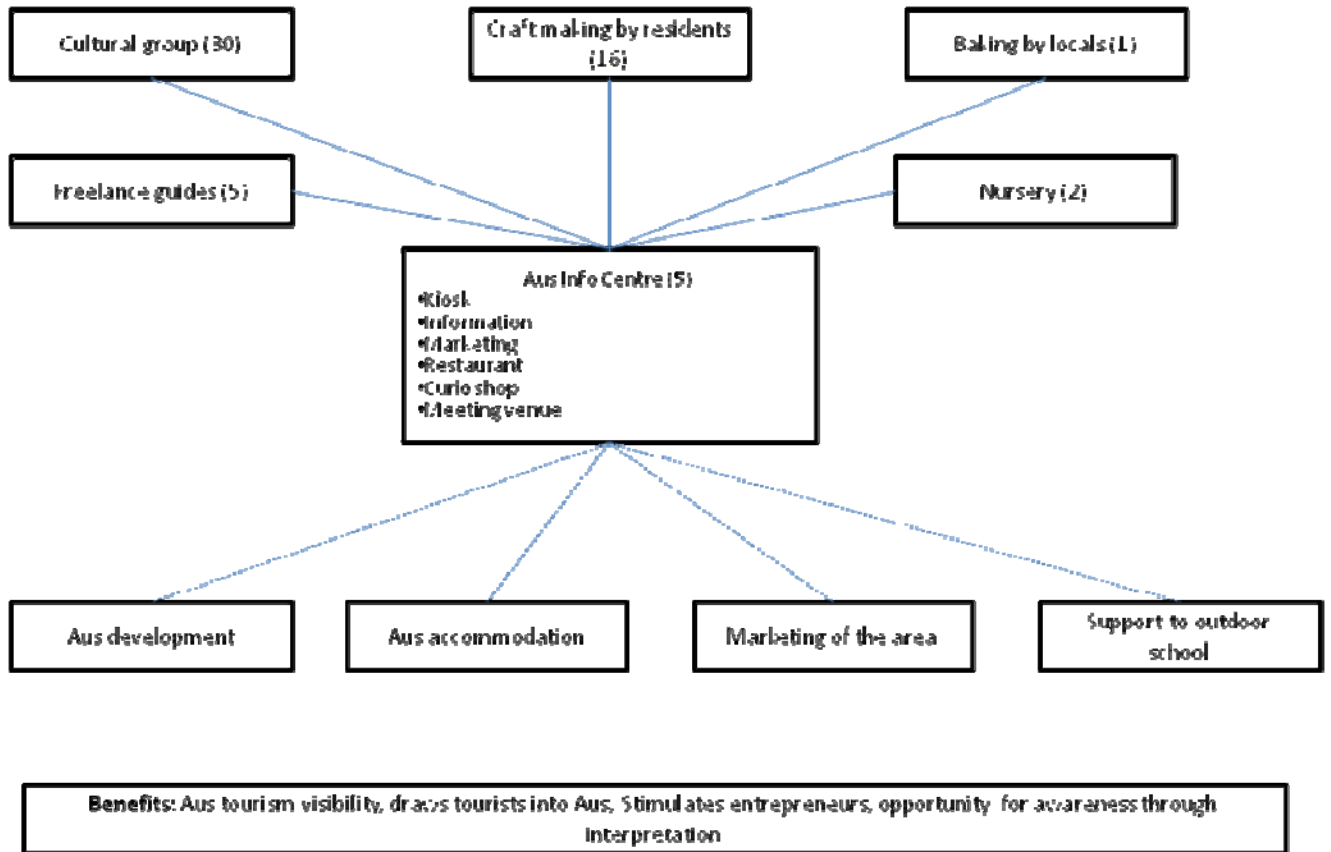 Cultural group (30)
Craft making by residents
(16)
Baking by locals (1)
Freelance guides (5)
Nursery (2)
Aus Info Centre (5)
•Kiosk
•Information
•Marketing
•Restaurant
•Curio shop
•Meeting venue
Aus development
Aus accommodation
Marketing of the area
Support to outdoor
school
Benefits: Aus tourism visibility, draws tourists into Aus, Stimulates entrepreneurs, opportunity for awareness through
interpretation